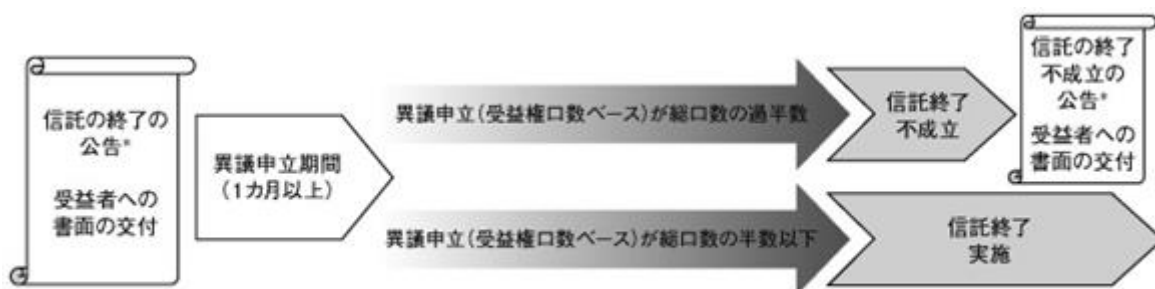 信託の終了の
公告*
受益者への
書面の交付
異議申立期間
(1カ月以上)
異議申立(受益権口数ベース)が総口数の過半数
信託終了
不成立
信託の終了
不成立の
公告*
受益者への
書面の交付
異議申立(受益権口数ベース)が総口数の半数以下
信託終了
実施